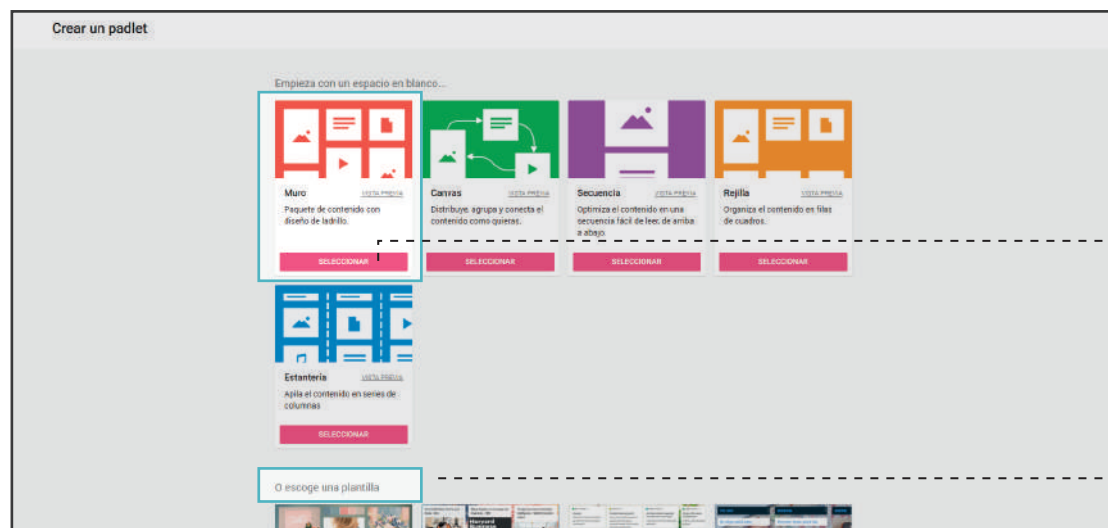 Crear un padlet
Empieza con un espacio en blanco...
Muro VISTA PREVIA
Paquete de contenido con
diseño de ladrillo.
SELECCIONAR
Canvas VISTA PREVIA
Distribuye, agrupa y conecta el
contenido como quieras.
SELECCIONAR
Secuencia VISTA PREVIA
Optimiza el contenido en una
secuencia fácil de leer, de arriba
a abajo
SELECCIONAR
Rejilla VISTA PREVIA
Organiza el contenido en filas
de cuadros.
SELECCIONAR
Estantería VISTA PREVIA
Apila el contenido en series de
columnas
SELECCIONAR
O escoge una plantilla
Harvard
Business